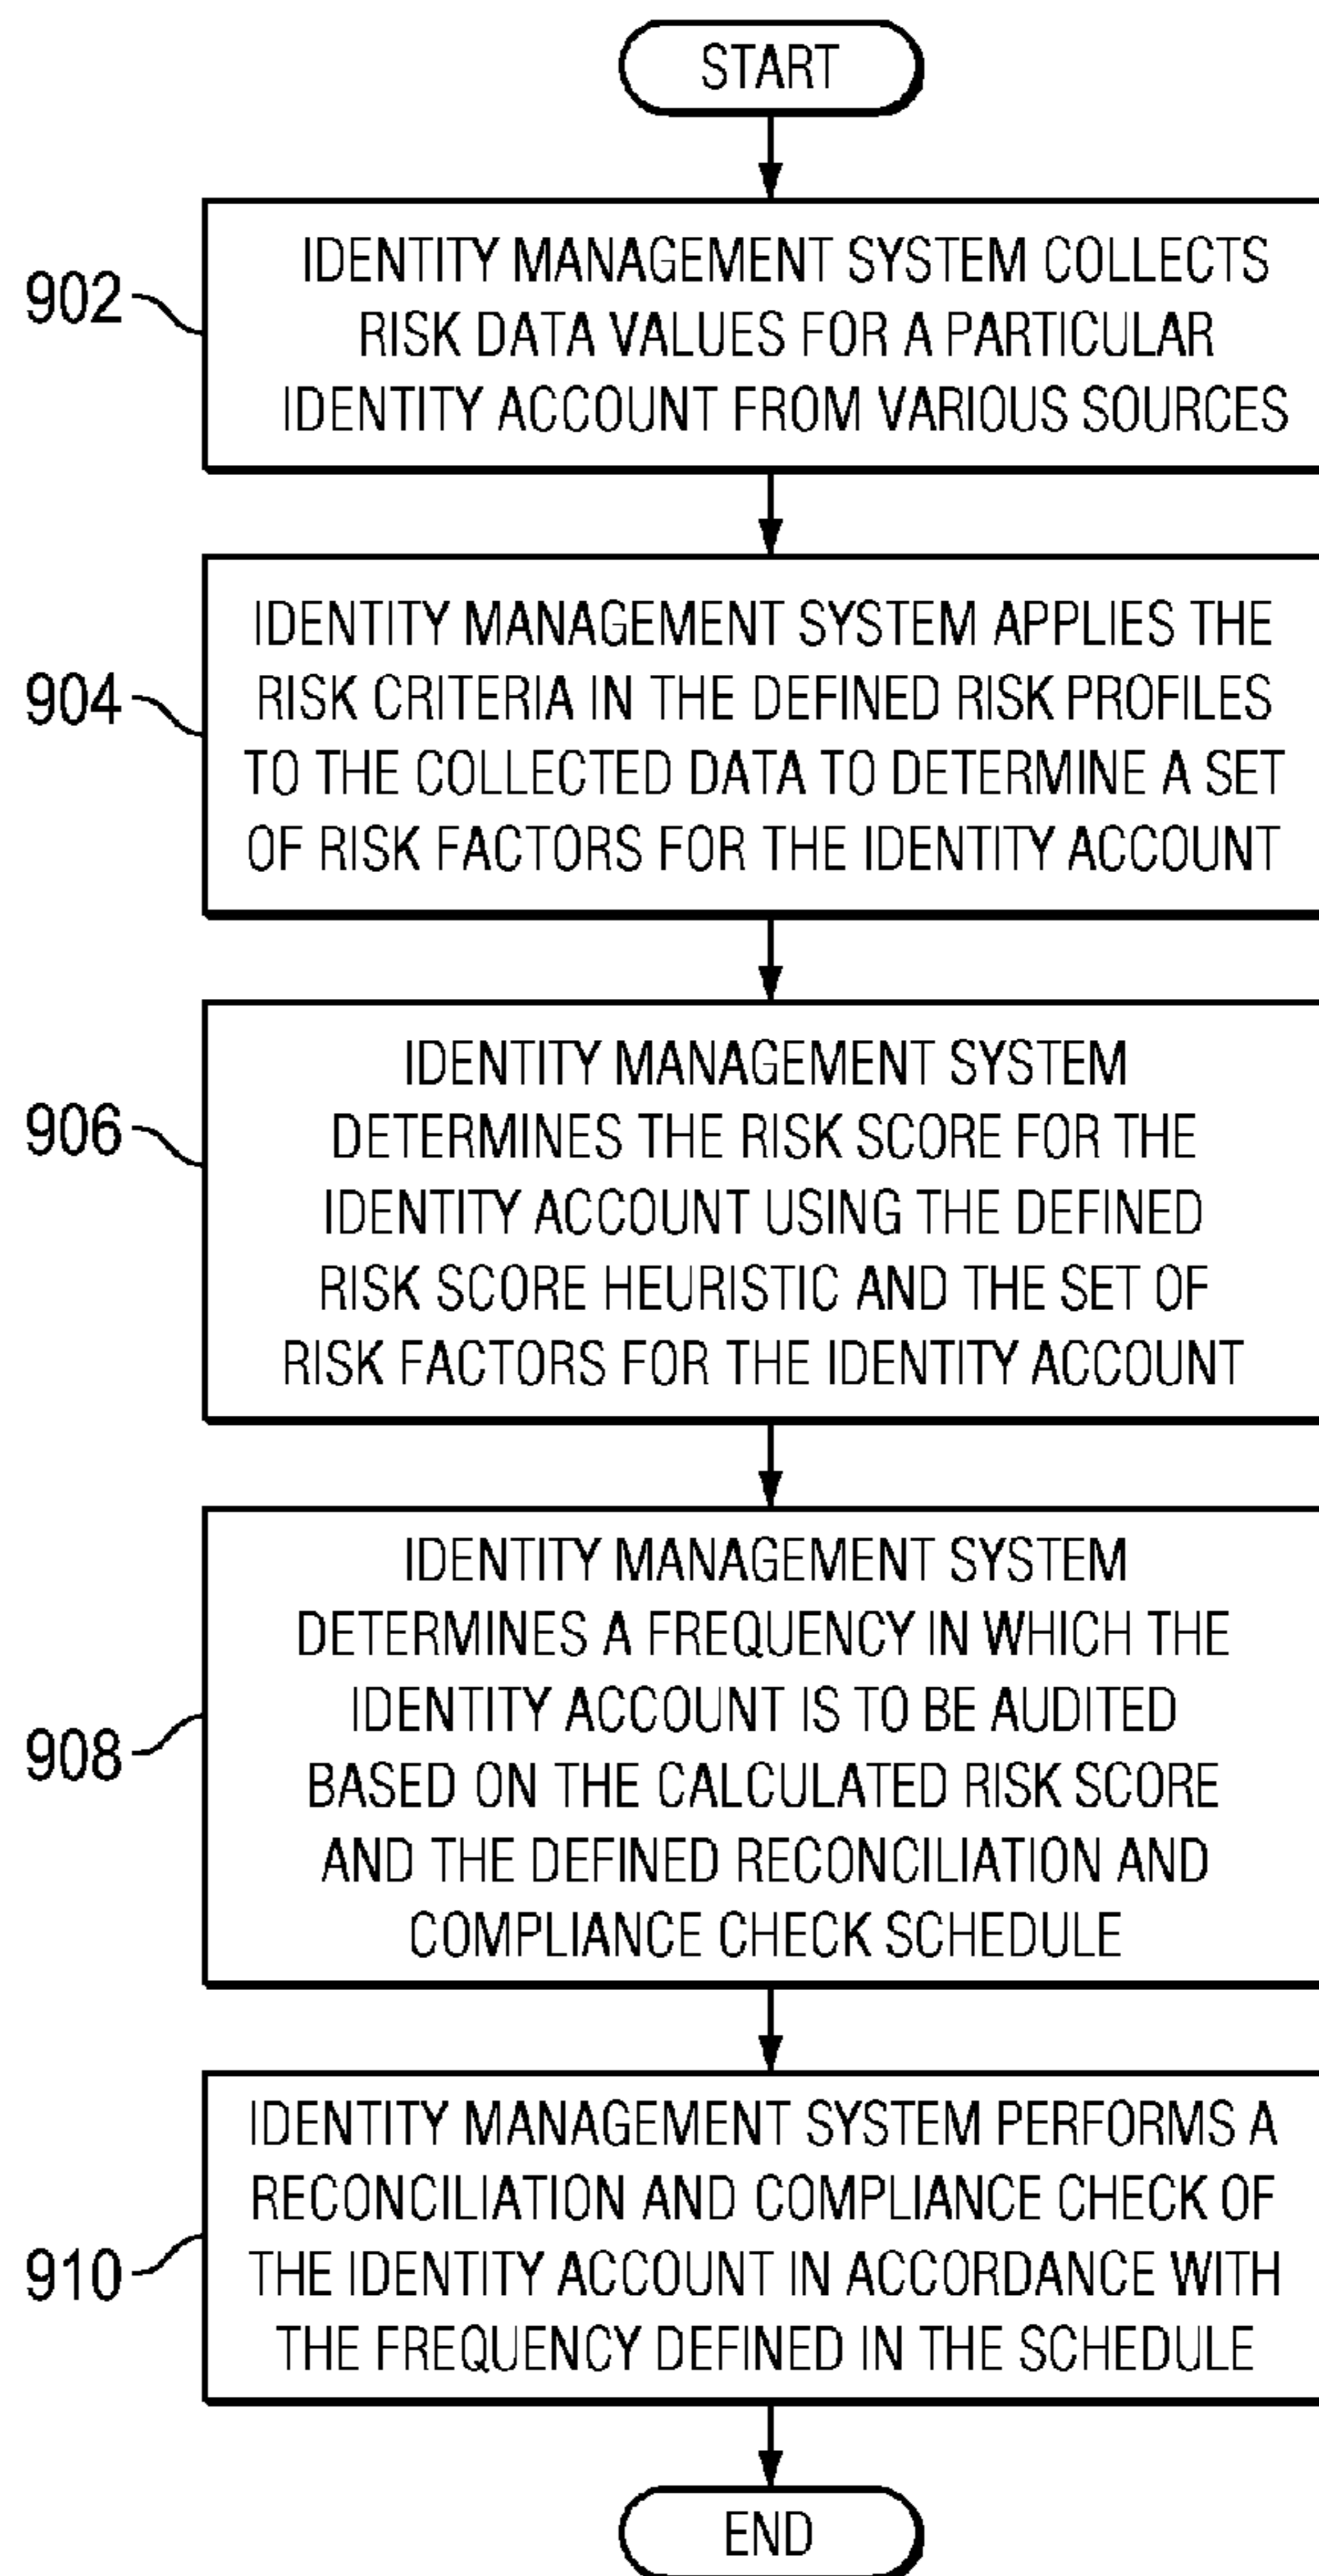 START
902
IDENTITY MANAGEMENT SYSTEM COLLECTS
RISK DATA VALUES FOR A PARTICULAR
IDENTITY ACCOUNT FROM VARIOUS SOURCES
904
IDENTITY MANAGEMENT SYSTEM APPLIES THE
RISK CRITERIA IN THE DEFINED RISK PROFILES
TO THE COLLECTED DATA TO DETERMINE A SET
OF RISK FACTORS FOR THE IDENTITY ACCOUNT
906
IDENTITY MANAGEMENT SYSTEM
DETERMINES THE RISK SCORE FOR THE
IDENTITY ACCOUNT USING THE DEFINED
RISK SCORE HEURISTIC AND THE SET OF
RISK FACTORS FOR THE IDENTITY ACCOUNT
908
IDENTITY MANAGEMENT SYSTEM
DETERMINES A FREQUENCY IN WHICH THE
IDENTITY ACCOUNT IS TO BE AUDITED
BASED ON THE CALCULATED RISK SCORE
AND THE DEFINED RECONCILIATION AND
COMPLIANCE CHECK SCHEDULE
910
IDENTITY MANAGEMENT SYSTEM PERFORMS A
RECONCILIATION AND COMPLIANCE CHECK OF
THE IDENTITY ACCOUNT IN ACCORDANCE WITH
THE FREQUENCY DEFINED IN THE SCHEDULE
END